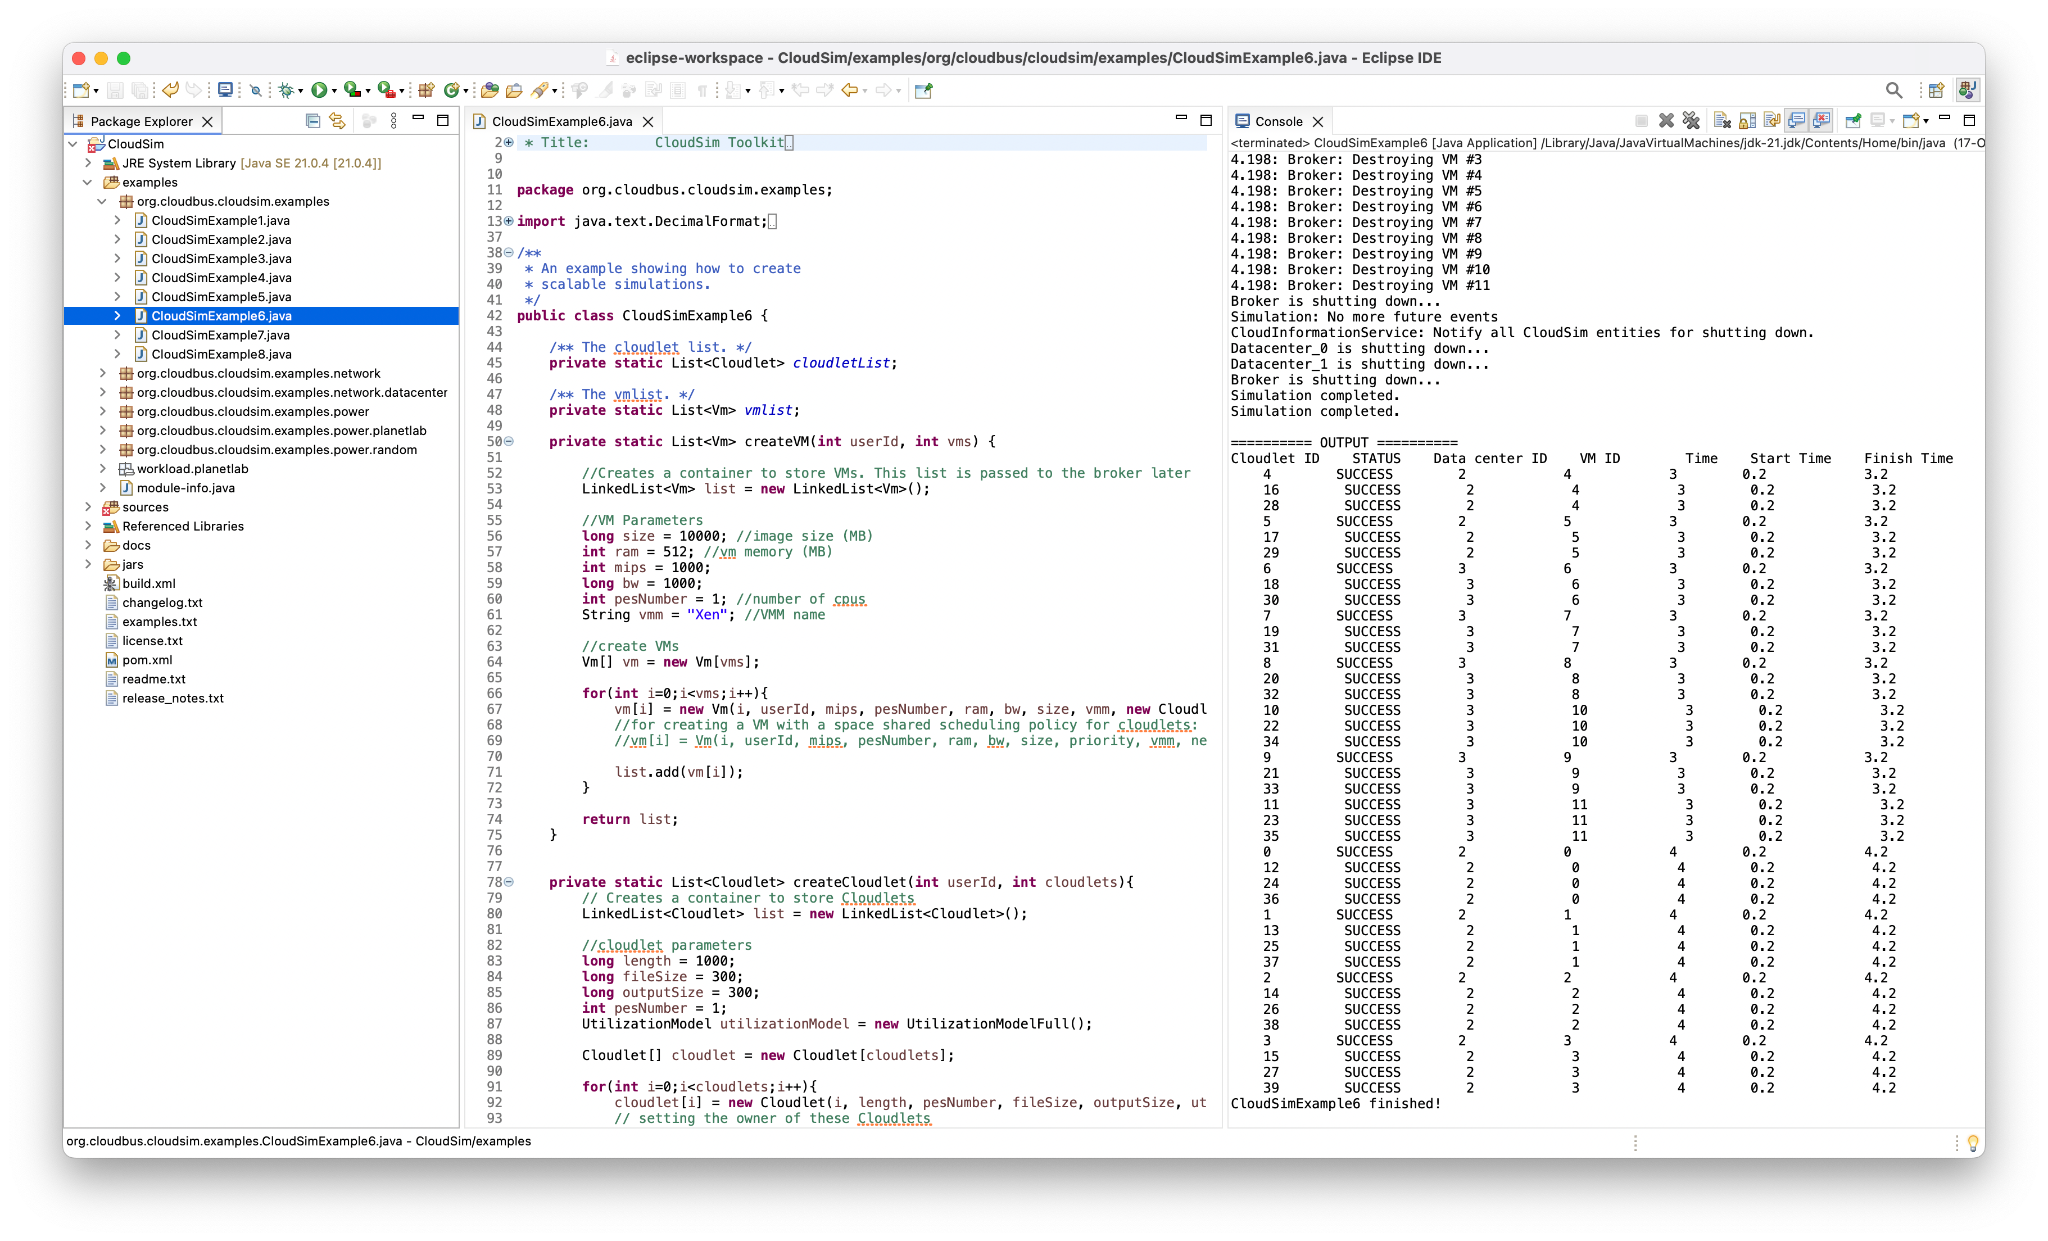 eclipse-workspace - CloudSim/examples/org/cloudbus/cloudsim/examples/CloudSimExample6.java - Eclipse IDE
Package Explorer
CloudSim
JRE System Library [Java SE 21.0.4 [21.0.4]]
examples
org.cloudbus.cloudsim.examples
CloudSimExample1.java
CloudSimExample2.java
CloudSimExample3.java
CloudSimExample4.java
CloudSimExample5.java
CloudSimExample6.java
CloudSimExample7.java
CloudSimExample8.java
org.cloudbus.cloudsim.examples.network
org.cloudbus.cloudsim.examples.network.datacenter
org.cloudbus.cloudsim.examples.power
org.cloudbus.cloudsim.examples.power.planetlab
org.cloudbus.cloudsim.examples.power.random
workload.planetlab
module-info.java
sources
Referenced Libraries
docs
jars
build.xml
changelog.txt
examples.txt
license.txt
pom.xml
readme.txt
release_notes.txt
CloudSimExample6.java
2 * Title: CloudSim Toolkit
9
10
11 package org.cloudbus.cloudsim.examples;
12
13 import java.text.DecimalFormat;
37
38 /**
39 * An example showing how to create
40 * scalable simulations.
41 */
42 public class CloudSimExample6 {
43
44 /** The cloudlet list. */
45 private static List<Cloudlet> cloudletList;
46
47 /** The vmlist. */
48 private static List<Vm> vmlist;
49
50 private static List<Vm> createVM(int userId, int vms) {
51
52 //Creates a container to store VMs. This list is passed to the broker later
53 LinkedList<Vm> list = new LinkedList<Vm>();
54
55 //VM Parameters
56 long size = 10000; //image size (MB)
57 int ram = 512; //vm memory (MB)
58 int mips = 1000;
59 long bw = 1000;
60 int pesNumber = 1; //number of cpus
61 String vmm = "Xen"; //VMM name
62
63 //create VMs
64 Vm[] vm = new Vm[vms];
65
66 for(int i=0;i<vms;i++){
67 vm[i] = new Vm(i, userId, mips, pesNumber, ram, bw, size, vmm, new Cloudl
68 //for creating a VM with a space shared scheduling policy for cloudlets:
69 //vm[i] = Vm(i, userId, mips, pesNumber, ram, bw, size, priority, vmm, ne
70
71 list.add(vm[i]);
72 }
73
74 return list;
75 }
76
77
78 private static List<Cloudlet> createCloudlet(int userId, int cloudlets){
79 // Creates a container to store Cloudlets
80 LinkedList<Cloudlet> list = new LinkedList<Cloudlet>();
81
82 //cloudlet parameters
83 long length = 1000;
84 long fileSize = 300;
85 long outputSize = 300;
86 int pesNumber = 1;
87 UtilizationModel utilizationModel = new UtilizationModelFull();
88
89 Cloudlet[] cloudlet = new Cloudlet[cloudlets];
90
91 for(int i=0;i<cloudlets;i++){
92 cloudlet[i] = new Cloudlet(i, length, pesNumber, fileSize, outputSize, ut
93 // setting the owner of these Cloudlets
Console
<terminated> CloudSimExample6 [Java Application] /Library/Java/JavaVirtualMachines/jdk-21.jdk/Contents/Home/bin/java (17-O
4.198: Broker: Destroying VM #3
4.198: Broker: Destroying VM #4
4.198: Broker: Destroying VM #5
4.198: Broker: Destroying VM #6
4.198: Broker: Destroying VM #7
4.198: Broker: Destroying VM #8
4.198: Broker: Destroying VM #9
4.198: Broker: Destroying VM #10
4.198: Broker: Destroying VM #11
Broker is shutting down...
Simulation: No more future events
CloudInformationService: Notify all CloudSim entities for shutting down.
Datacenter_0 is shutting down...
Datacenter_1 is shutting down...
Broker is shutting down...
Simulation completed.
Simulation completed.
========== OUTPUT ==========
Cloudlet ID STATUS Data center ID VM ID Time Start Time Finish Time
4 SUCCESS 2 4 3 0.2 3.2
16 SUCCESS 2 4 3 0.2 3.2
28 SUCCESS 2 4 3 0.2 3.2
5 SUCCESS 2 5 3 0.2 3.2
17 SUCCESS 2 5 3 0.2 3.2
29 SUCCESS 2 5 3 0.2 3.2
6 SUCCESS 3 6 3 0.2 3.2
18 SUCCESS 3 6 3 0.2 3.2
30 SUCCESS 3 6 3 0.2 3.2
7 SUCCESS 3 7 3 0.2 3.2
19 SUCCESS 3 7 3 0.2 3.2
31 SUCCESS 3 7 3 0.2 3.2
8 SUCCESS 3 8 3 0.2 3.2
20 SUCCESS 3 8 3 0.2 3.2
32 SUCCESS 3 8 3 0.2 3.2
10 SUCCESS 3 10 3 0.2 3.2
22 SUCCESS 3 10 3 0.2 3.2
34 SUCCESS 3 10 3 0.2 3.2
9 SUCCESS 3 9 3 0.2 3.2
21 SUCCESS 3 9 3 0.2 3.2
33 SUCCESS 3 9 3 0.2 3.2
11 SUCCESS 3 11 3 0.2 3.2
23 SUCCESS 3 11 3 0.2 3.2
35 SUCCESS 3 11 3 0.2 3.2
0 SUCCESS 2 0 4 0.2 4.2
12 SUCCESS 2 0 4 0.2 4.2
24 SUCCESS 2 0 4 0.2 4.2
36 SUCCESS 2 0 4 0.2 4.2
1 SUCCESS 2 1 4 0.2 4.2
13 SUCCESS 2 1 4 0.2 4.2
25 SUCCESS 2 1 4 0.2 4.2
37 SUCCESS 2 1 4 0.2 4.2
2 SUCCESS 2 2 4 0.2 4.2
14 SUCCESS 2 2 4 0.2 4.2
26 SUCCESS 2 2 4 0.2 4.2
38 SUCCESS 2 2 4 0.2 4.2
3 SUCCESS 2 3 4 0.2 4.2
15 SUCCESS 2 3 4 0.2 4.2
27 SUCCESS 2 3 4 0.2 4.2
39 SUCCESS 2 3 4 0.2 4.2
CloudSimExample6 finished!
org.cloudbus.cloudsim.examples.CloudSimExample6.java - CloudSim/examples